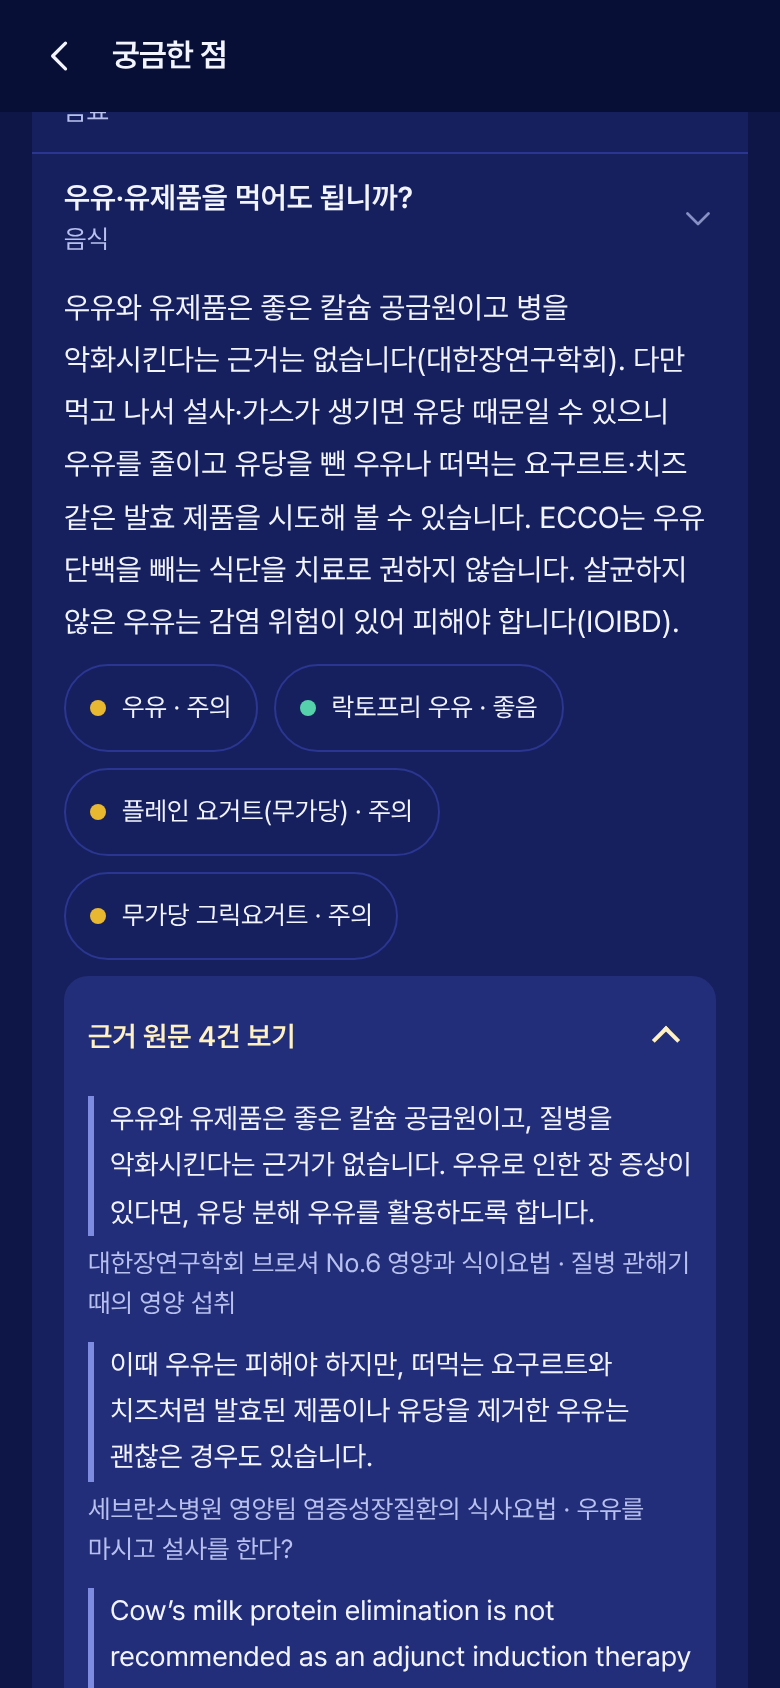 궁금한 점
음료
우유·유제품을 먹어도 됩니까?
음식
우유와 유제품은 좋은 칼슘 공급원이고 병을
악화시킨다는 근거는 없습니다(대한장연구학회). 다만
먹고 나서 설사·가스가 생기면 유당 때문일 수 있으니
우유를 줄이고 유당을 뺀 우유나 떠먹는 요구르트·치즈
같은 발효 제품을 시도해 볼 수 있습니다. ECCO는 우유
단백을 빼는 식단을 치료로 권하지 않습니다. 살균하지
않은 우유는 감염 위험이 있어 피해야 합니다(IOIBD).
우유 · 주의
락토프리 우유 · 좋음
플레인 요거트(무가당) · 주의
무가당 그릭요거트 · 주의
근거 원문 4건 보기
우유와 유제품은 좋은 칼슘 공급원이고, 질병을
악화시킨다는 근거가 없습니다. 우유로 인한 장 증상이
있다면, 유당 분해 우유를 활용하도록 합니다.
대한장연구학회 브로셔 No.6 영양과 식이요법 · 질병 관해기
때의 영양 섭취
이때 우유는 피해야 하지만, 떠먹는 요구르트와
치즈처럼 발효된 제품이나 유당을 제거한 우유는
괜찮은 경우도 있습니다.
세브란스병원 영양팀 염증성장질환의 식사요법 · 우유를
마시고 설사를 한다?
Cow’s milk protein elimination is not
recommended as an adjunct induction therapy